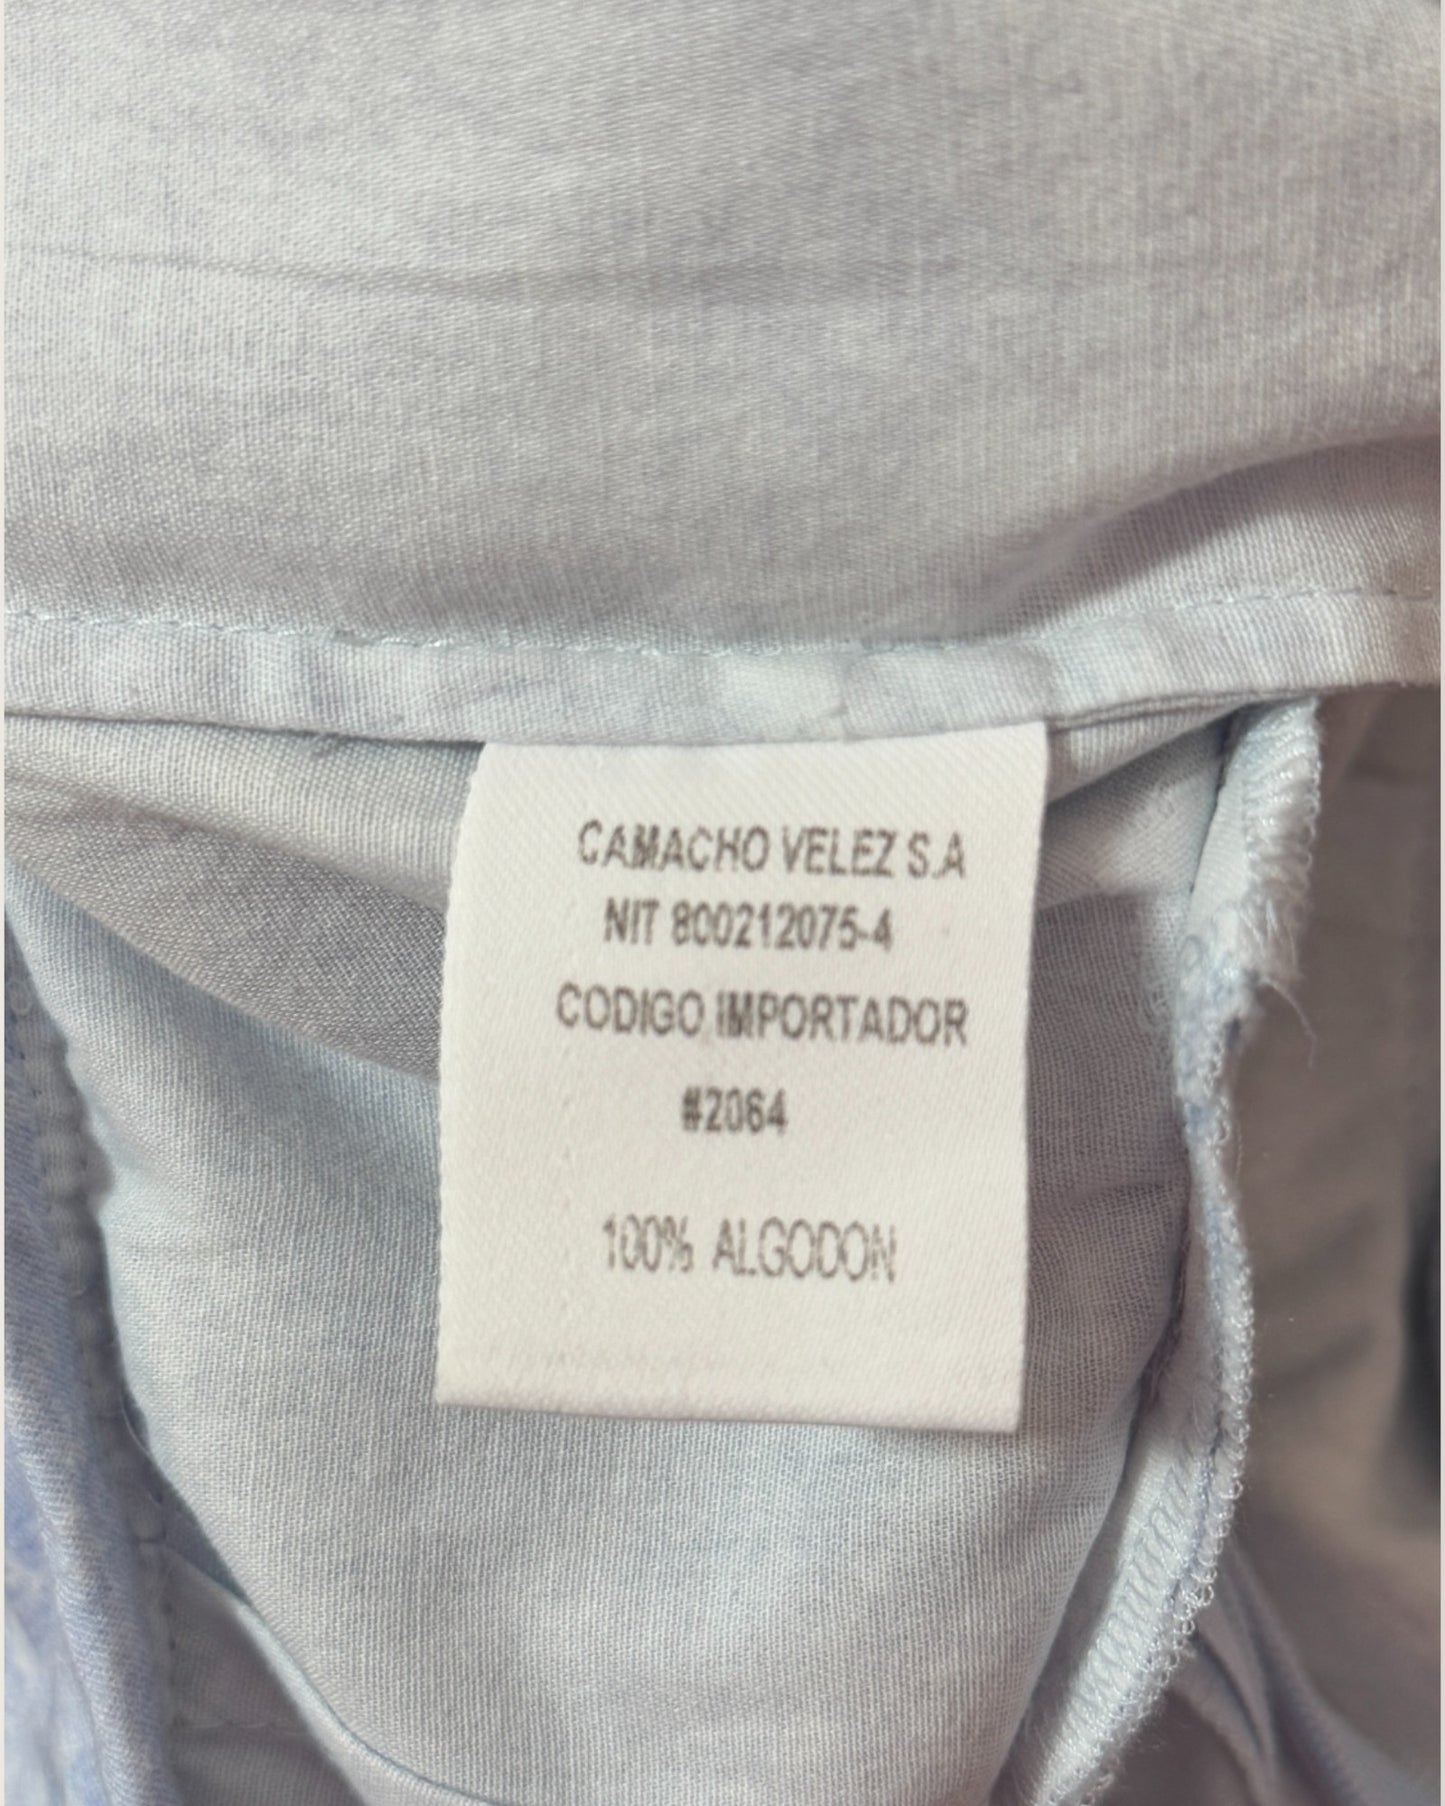 CAMACHO VELEZ S.A
NIT 800212075-4
CODIGO IMPORTADOR
#2064
100% ALGODON